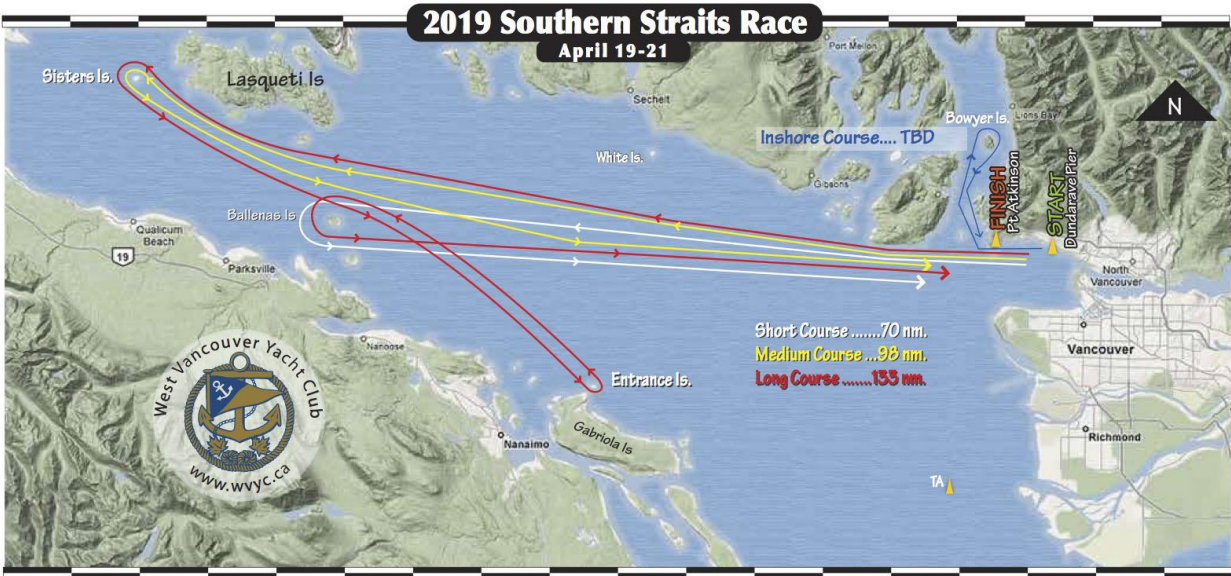 2019 Southern Straits Race
April 19-21
Port Mellon
Sisters Is.
Lasqueti Is
Sechelt
N
Bowyer Is.
Lions Bay
Inshore Course.... TBD
White Is.
Gibsons
FINISH
Pt Atkinson
START
Dundarave Pier
Ballenas Is
Qualicum
Beach
19
Parksville
North
Vancouver
Short Course .......70 nm.
Medium Course ...98 nm.
Long Course .......133 nm.
Vancouver
Nanoose
West Vancouver Yacht Club
www.wvyc.ca
Entrance Is.
Gabriola Is
Nanaimo
Richmond
TA